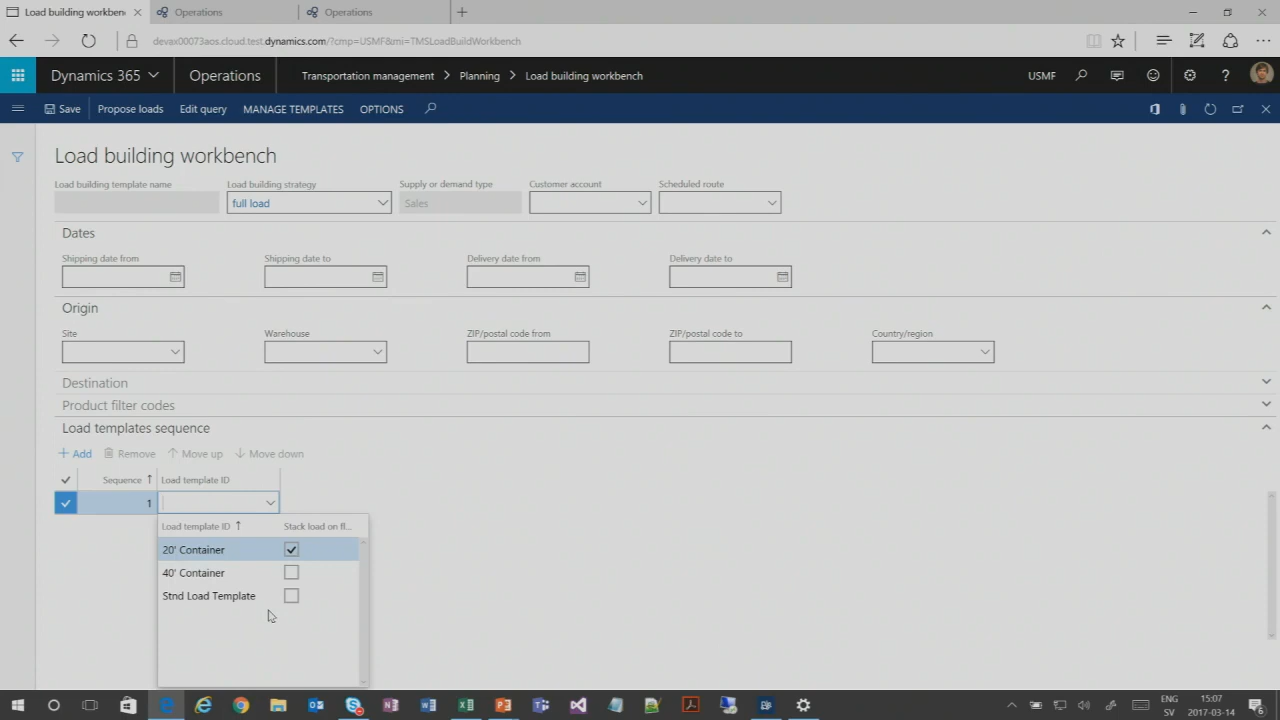 Load building workben
Operations
Operations
devax00073aos.cloud.test.dynamics.com/?cmp=USMF&mi=TMSLoadBuildWorkbench
Dynamics 365
Operations
Transportation management > Planning > Load building workbench
USMF
Save
Propose loads
Edit query
MANAGE TEMPLATES
OPTIONS
Load building workbench
Load building template name
Load building strategy
Supply or demand type
Customer account
Scheduled route
full load
Sales
Dates
Shipping date from
Shipping date to
Delivery date from
Delivery date to
Origin
Site
Warehouse
ZIP/postal code from
ZIP/postal code to
Country/region
Destination
Product filter codes
Load templates sequence
+ Add
Remove
Move up
Move down
Sequence
Load template ID
1
Load template ID
Stack load on fl...
20' Container
40' Container
Stnd Load Template
ENG
SV
15:07
2017-03-14
6